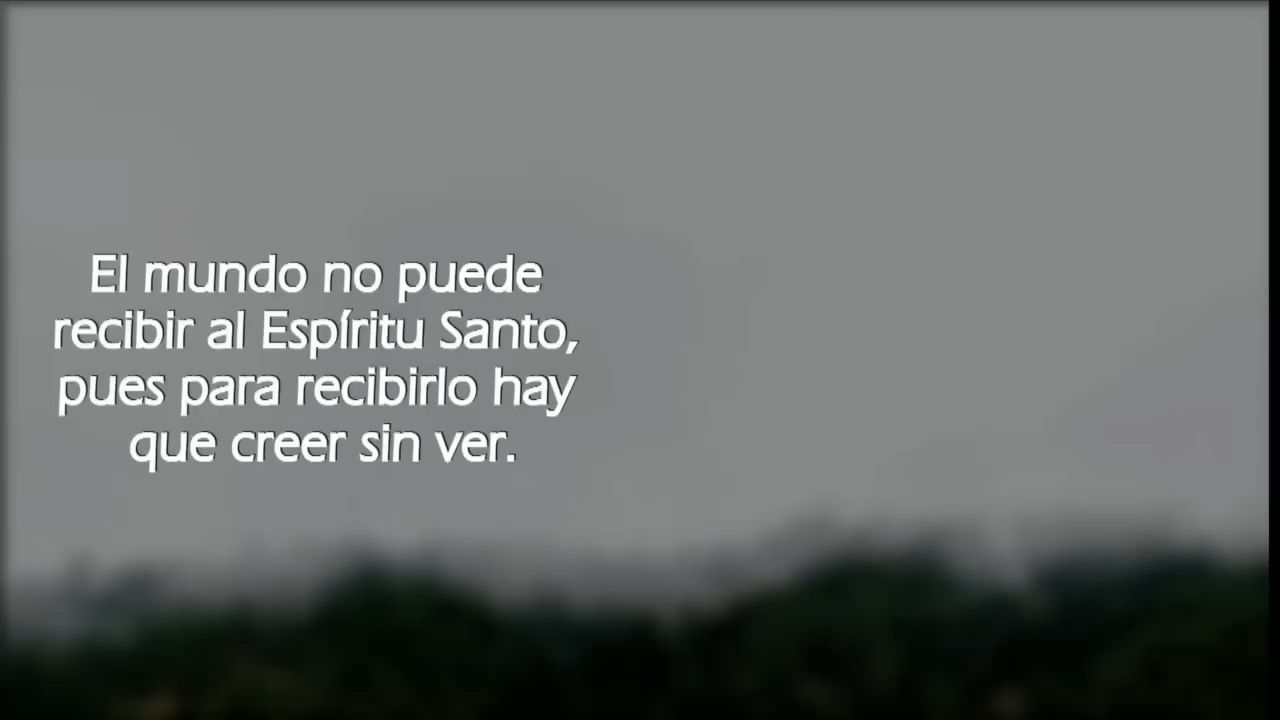 El mundo no puede
recibir al Espíritu Santo,
pues para recibirlo hay
que creer sin ver.